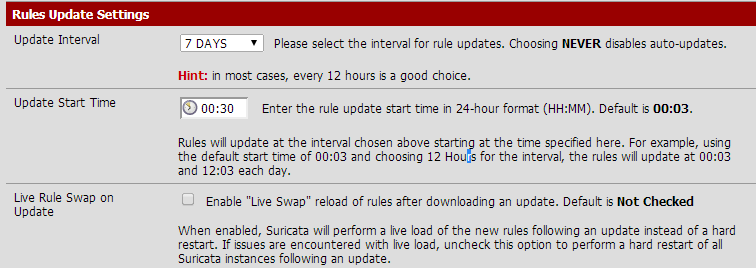 Rules Update Settings
Update Interval
7 DAYS
Please select the interval for rule updates. Choosing NEVER disables auto-updates.
Hint: in most cases, every 12 hours is a good choice.
Update Start Time
00:30
Enter the rule update start time in 24-hour format (HH:MM). Default is 00:03.
Rules will update at the interval chosen above starting at the time specified here. For example, using
the default start time of 00:03 and choosing 12 Hours for the interval, the rules will update at 00:03
and 12:03 each day.
Live Rule Swap on
Update
Enable "Live Swap" reload of rules after downloading an update. Default is Not Checked
When enabled, Suricata will perform a live load of the new rules following an update instead of a hard
restart. If issues are encountered with live load, uncheck this option to perform a hard restart of all
Suricata instances following an update.